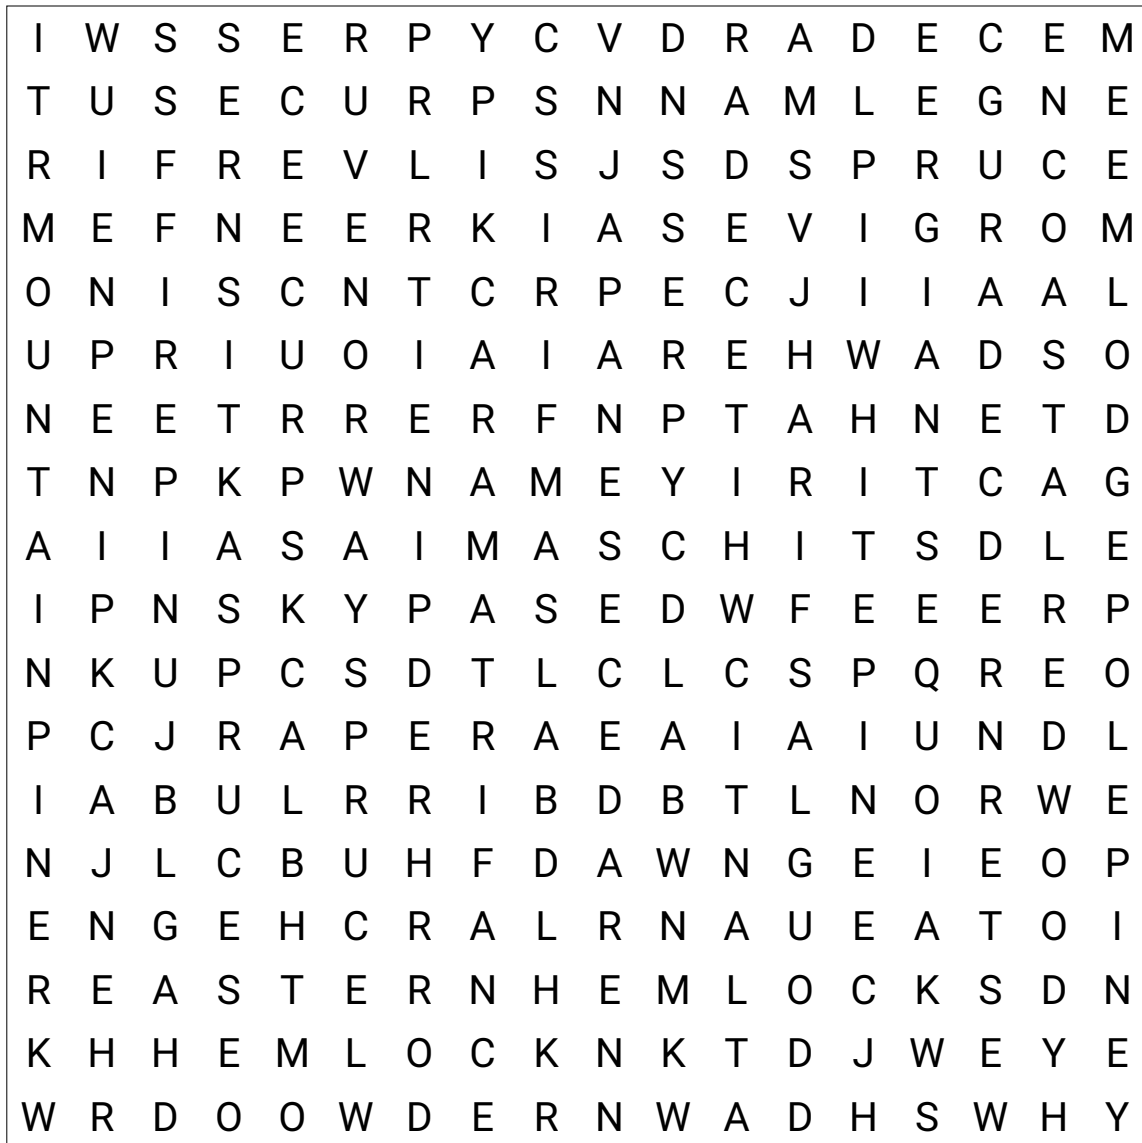 I W S S E R P Y C V D R A D E C E M
T U S E C U R P S N N A M L E G N E
R I F R E V L I S J S D S P R U C E
M E F N E E R K I A S E V I G R O M
O N I S C N T C R P E C J I I A A L
U P R I U O I A I A R E H W A D S O
N E E T R R E R F N P T A H N E T D
T N P K P W N A M E Y I R I T C A G
A I I A S A I M A S C H I T S D L E
I P N S K Y P A S E D W F E E E R P
N K U P C S D T L C L C S P Q R E O
P C J R A P E R A E A I A I U N D L
I A B U L R R I B D B T L N O R W E
N J L C B U H F D A W N G E I E O P
E N G E H C R A L R N A U E A T O I
R E A S T E R N H E M L O C K S D N
K H H E M L O C K N K T D J W E Y E
W R D O O W D E R N W A D H S W H Y